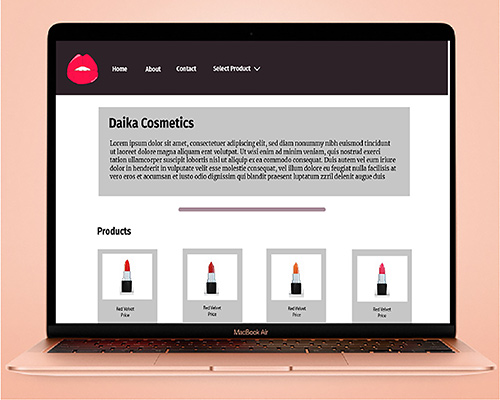 Home About Contact Select Product
Daika Cosmetics
Lorem ipsum dolor sit amet, consectetuer adipiscing elit, sed diam nonummy nibh euismod tincidunt
ut laoreet dolore magna aliquam erat volutpat. Ut wisi enim ad minim veniam, quis nostrud exerci
tation ullamcorper suscipit lobortis nisl ut aliquip ex ea commodo consequat. Duis autem vel eum iriure
dolor in hendrerit in vulputate velit esse molestie consequat, vel illum dolore eu feugiat nulla facilisis at
vero eros et accumsan et iusto odio dignissim qui blandit praesent luptatum zzril delenit augue duis
Products
Red Velvet Red Velvet Red Velvet Red Velvet
Price Price Price Price
MacBook Air